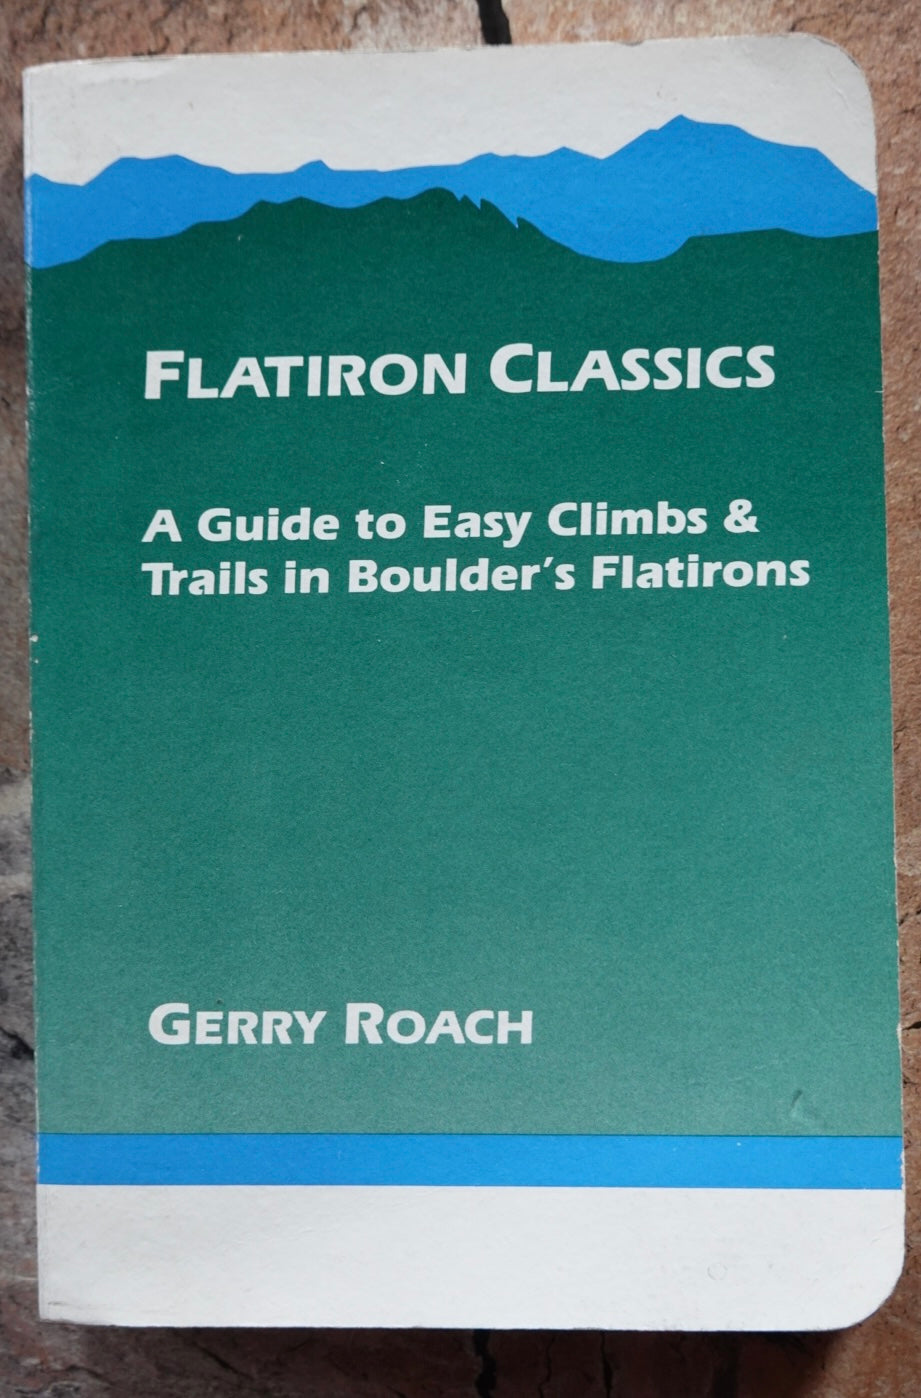 FLATIRON CLASSICS
A Guide to Easy Climbs &
Trails in Boulder's Flatirons
GERRY ROACH